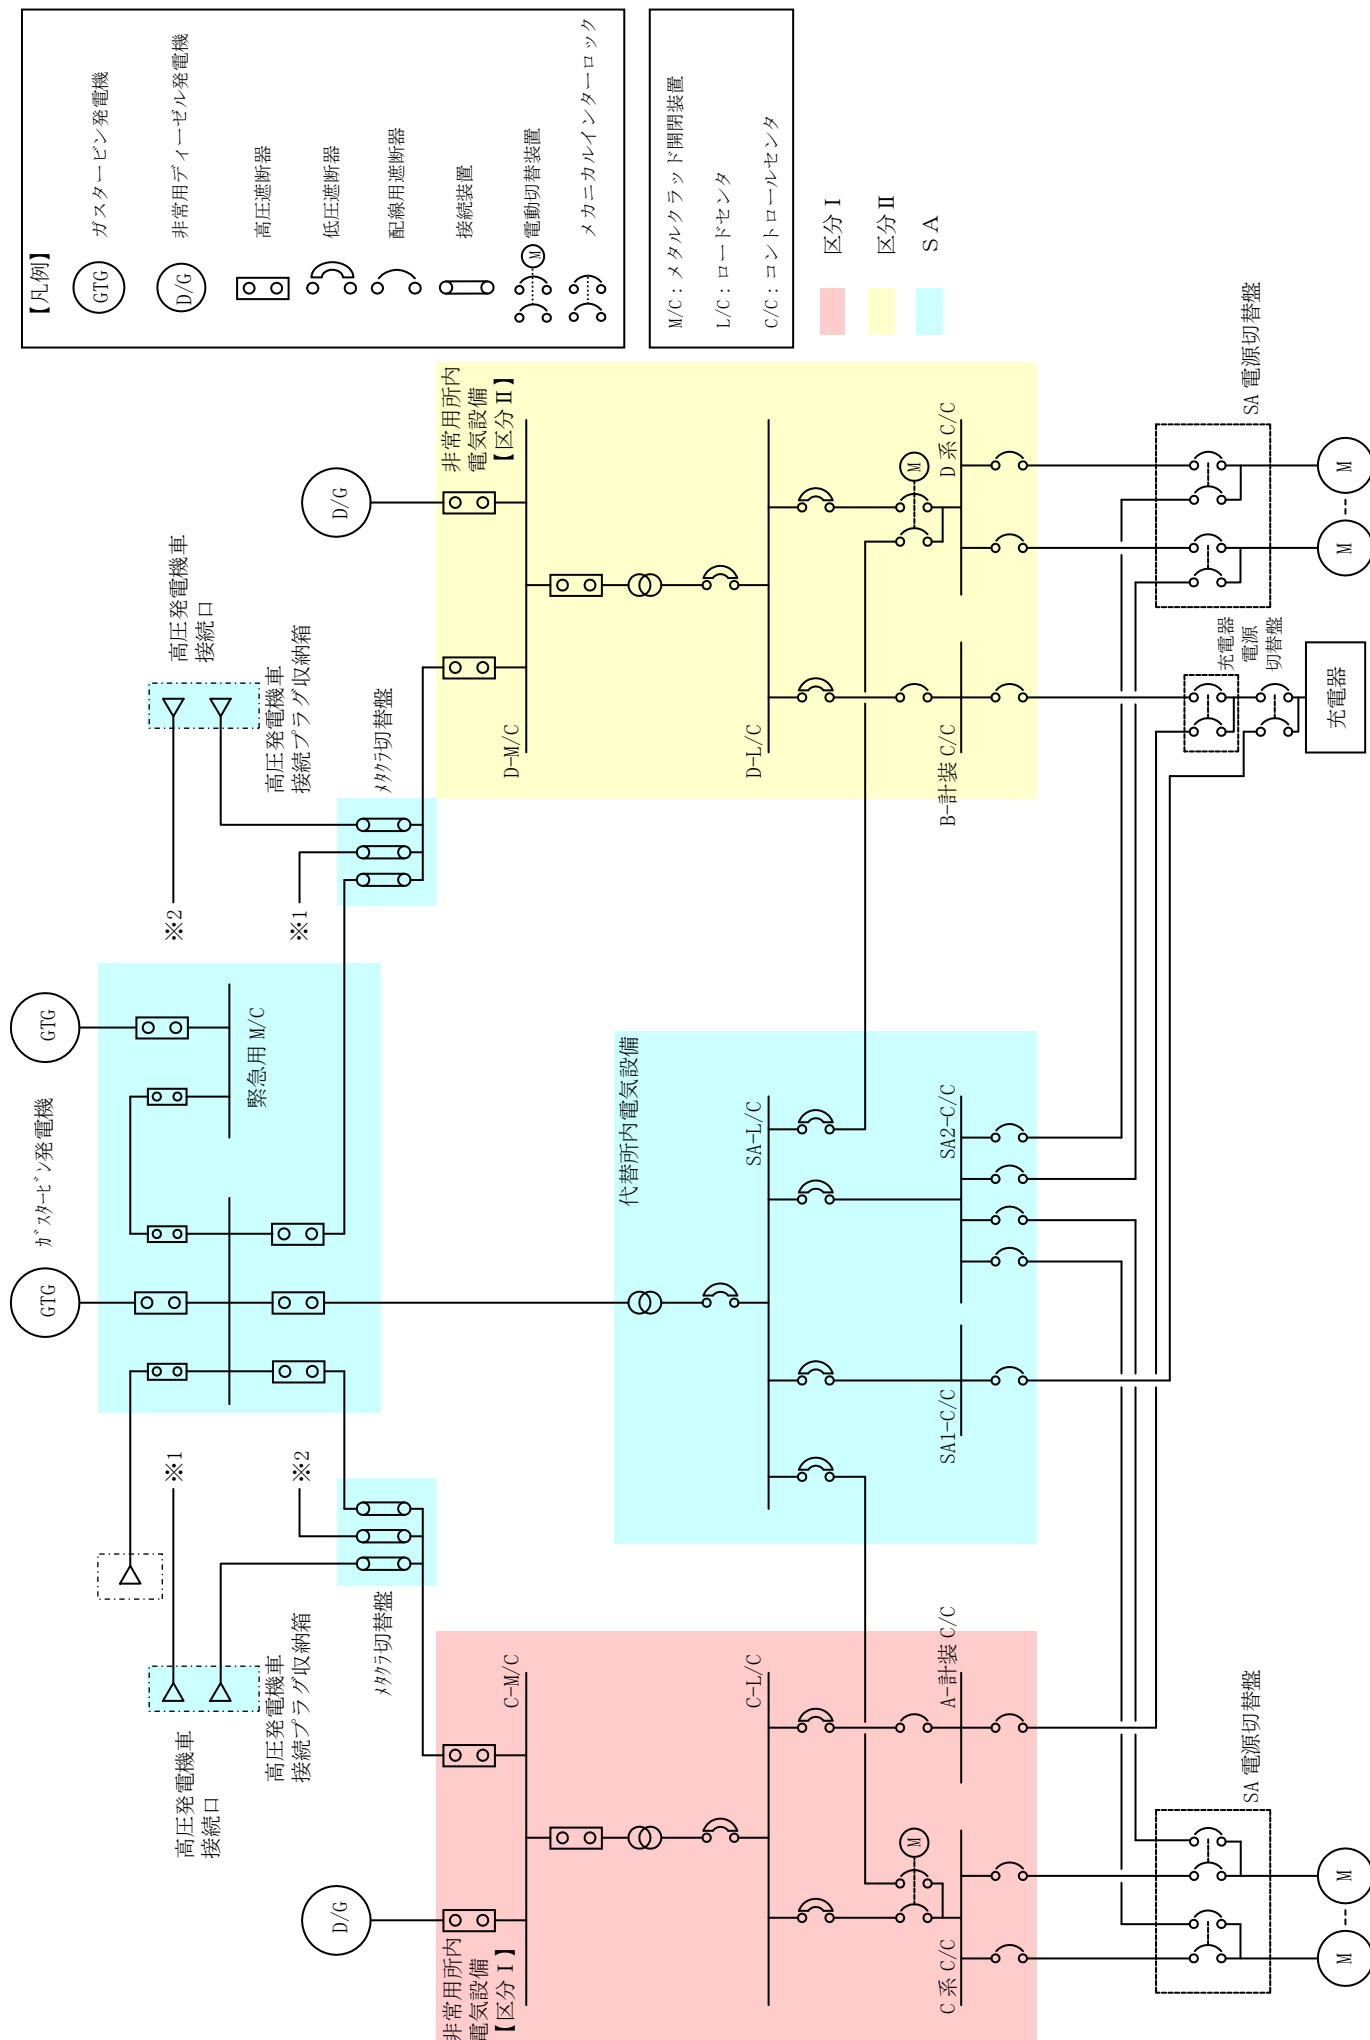 【凡例】
GTG
ガスタービン発電機
D/G
非常用ディーゼル発電機
高圧遮断器
低圧遮断器
配線用遮断器
接続装置
M
電動切替装置
メカニカルインターロック
M/C：メタルクラッド開閉装置
L/C：ロードセンタ
C/C：コントロールセンタ
区分Ⅰ
区分Ⅱ
ＳＡ
ｶﾞｽﾀｰﾋﾞﾝ発電機
GTG
GTG
緊急用 M/C
※1
※2
※2
※1
高圧発電機車
接続口
高圧発電機車
接続プラグ収納箱
ﾒﾀｸﾗ切替盤
高圧発電機車
接続口
高圧発電機車
接続プラグ収納箱
ﾒﾀｸﾗ切替盤
D/G
D/G
非常用所内
電気設備
【区分Ⅰ】
C-M/C
C-L/C
M
C 系 C/C
A-計装 C/C
代替所内電気設備
SA-L/C
SA1-C/C
SA2-C/C
非常用所内
電気設備
【区分Ⅱ】
D-M/C
D-L/C
M
B-計装 C/C
D 系 C/C
SA 電源切替盤
M
M
充電器
電源
切替盤
充電器
SA 電源切替盤
M
M